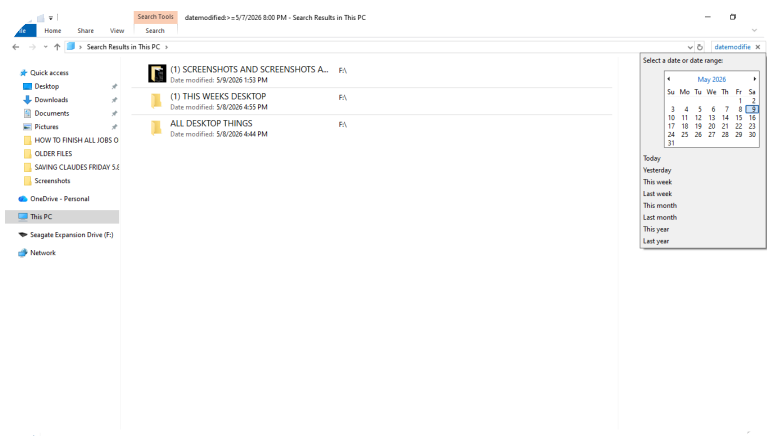 Search Tools datemodified:>=5/7/2026 8:00 PM - Search Results in This PC
Home Share View Search
Search Results in This PC
datemodifie
Select a date or date range:
May 2026
Su Mo Tu We Th Fr Sa
1 2
3 4 5 6 7 8 9
10 11 12 13 14 15 16
17 18 19 20 21 22 23
24 25 26 27 28 29 30
31
Today
Yesterday
This week
Last week
This month
Last month
This year
Last year
Quick access
Desktop
Downloads
Documents
Pictures
HOW TO FINISH ALL JOBS O
OLDER FILES
SAVING CLAUDES FRIDAY 5.8
Screenshots
OneDrive - Personal
This PC
Seagate Expansion Drive (F:)
Network
(1) SCREENSHOTS AND SCREENSHOTS A... F:\
Date modified: 5/9/2026 1:53 PM
(1) THIS WEEKS DESKTOP F:\
Date modified: 5/8/2026 4:55 PM
ALL DESKTOP THINGS F:\
Date modified: 5/8/2026 4:44 PM